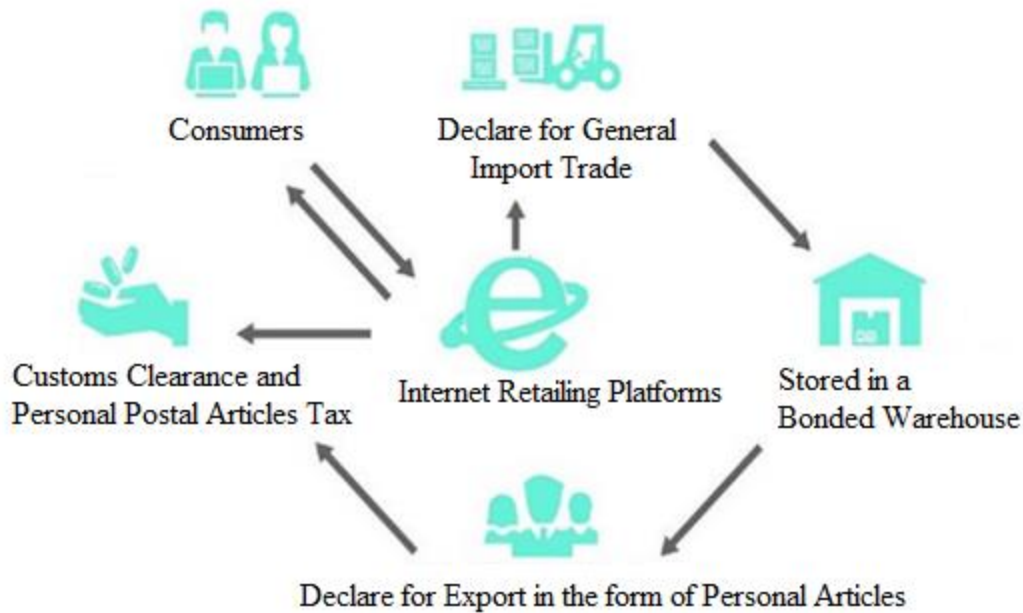 Consumers
Declare for General
Import Trade
Internet Retailing Platforms
Customs Clearance and
Personal Postal Articles Tax
Stored in a
Bonded Warehouse
Declare for Export in the form of Personal Articles